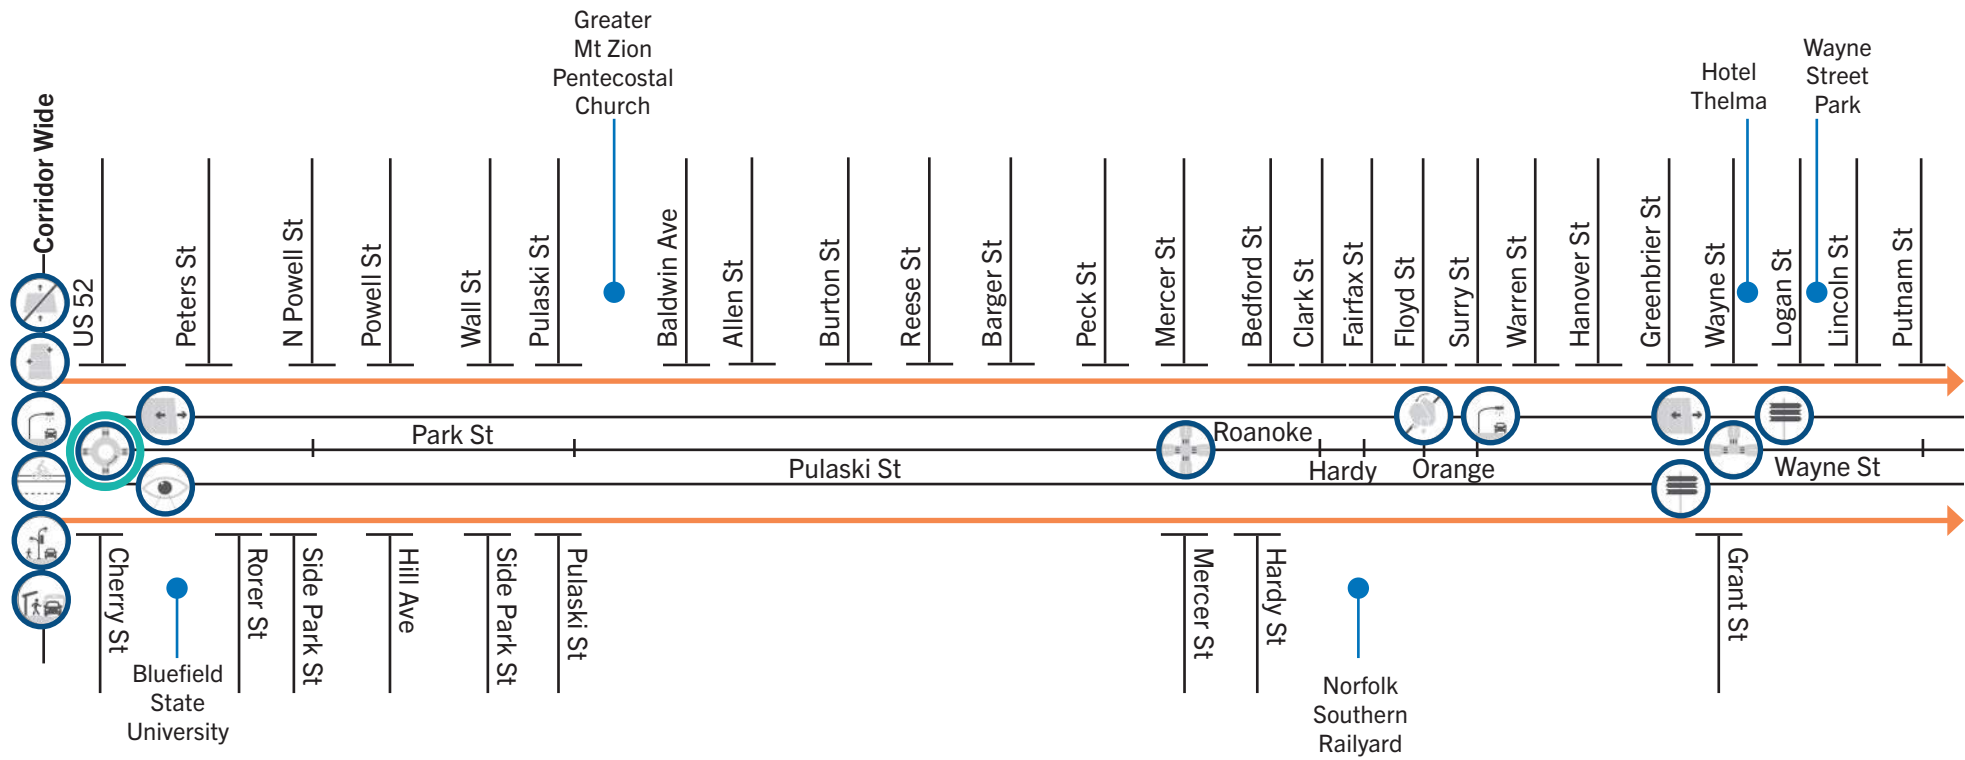 Greater
Mt Zion
Pentecostal
Church
Hotel
Thelma
Wayne
Street
Park
Corridor Wide
US 52
Peters St
N Powell St
Powell St
Wall St
Pulaski St
Baldwin Ave
Allen St
Burton St
Reese St
Barger St
Peck St
Mercer St
Bedford St
Clark St
Fairfax St
Floyd St
Surry St
Warren St
Hanover St
Greenbrier St
Wayne St
Logan St
Lincoln St
Putnam St
Park St
Pulaski St
Roanoke
Hardy
Orange
Wayne St
Cherry St
Rorer St
Side Park St
Hill Ave
Side Park St
Pulaski St
Mercer St
Hardy St
Grant St
Bluefield
State
University
Norfolk
Southern
Railyard